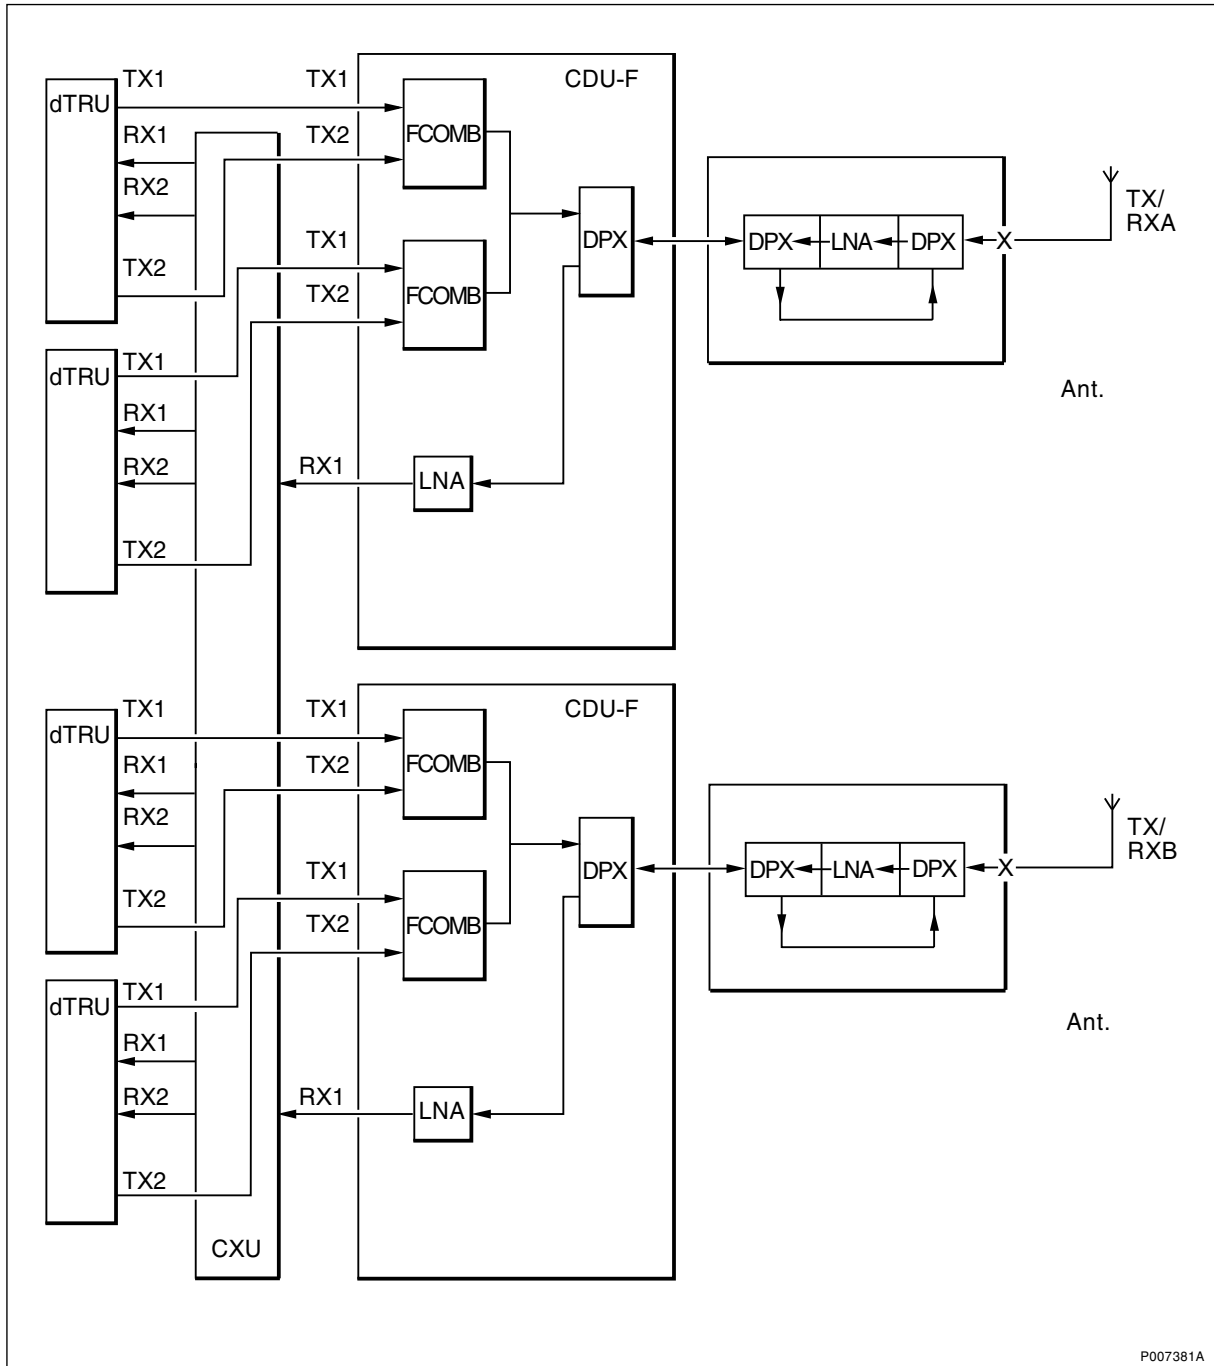 TX1
TX1
CDU-F
dTRU
RX1
TX2
FCOMB
RX2
TX/
RXA
TX1
DPX
DPX
LNA
DPX
X
TX2
TX2
FCOMB
TX1
dTRU
Ant.
RX1
RX2
RX1
LNA
TX2
TX1
TX1
CDU-F
dTRU
RX1
TX2
FCOMB
RX2
TX/
RXB
TX1
DPX
DPX
LNA
DPX
X
TX2
TX2
FCOMB
TX1
dTRU
Ant.
RX1
RX2
RX1
LNA
TX2
CXU
P007381A